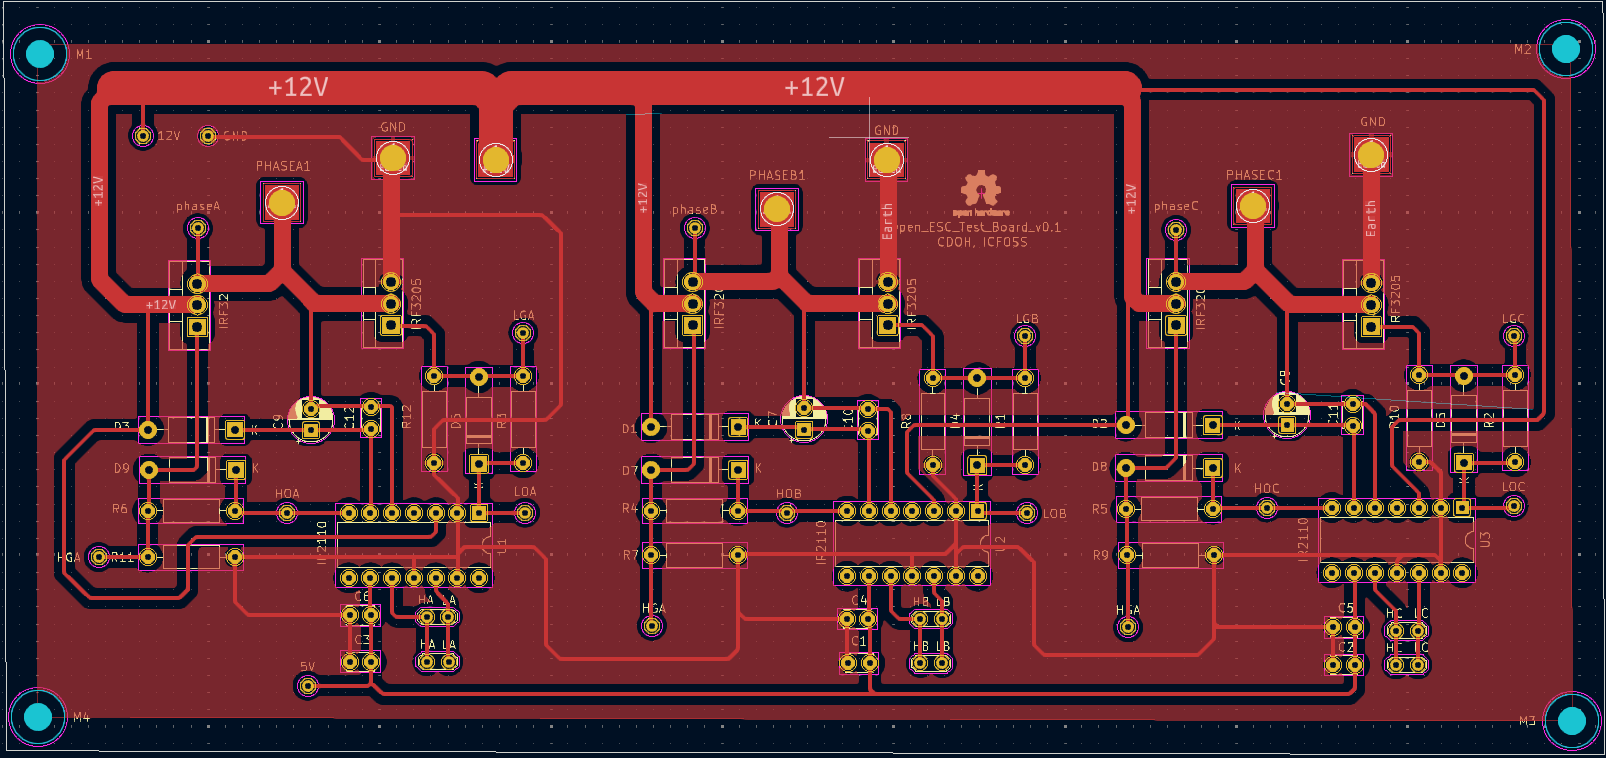 M1
M2
+12V
+12V
12V
GND
GND
GND
GND
PHASEA1
PHASEB1
PHASEC1
+12V
+12V
+12V
phaseA
phaseB
phaseC
Earth
Earth
open hardware
Open_ESC_Test_Board_v0.1
CDOH, ICFOSS
+12V
IRF32
IRF3205
IRF320
IRF3205
IRF320
RF3205
LGA
LGB
LGC
C9
C12
R12
D6
R3
C7
C10
R8
D4
R1
C8
C11
R10
D5
R2
D3
K
D1
K
D2
K
D9
K
D7
K
D8
K
R6
HOA
LOA
R4
HOB
LOB
R5
HOC
LOC
HGA
R11
IR2110
U1
R7
IR2110
U2
R9
IR2110
U3
C6
HA LA
HGA
C4
HB LB
HGA
C5
HC LC
C3
HA LA
C1
HB LB
C2
HC LC
5V
M4
M3